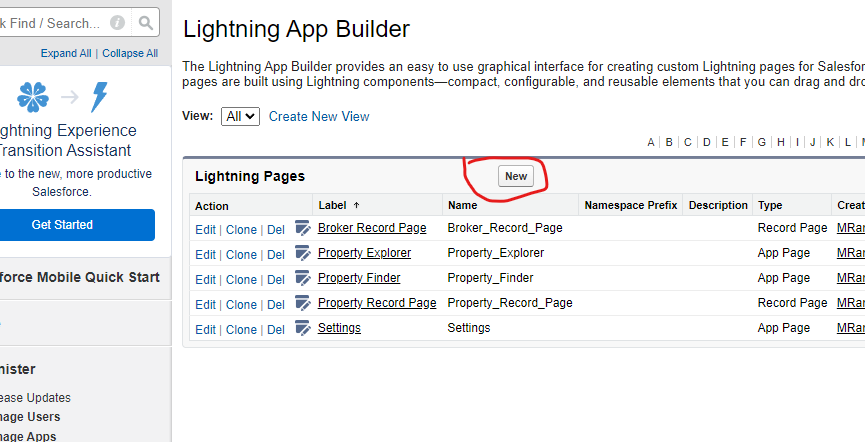 k Find / Search...
Expand All | Collapse All
ghtning Experience
Transition Assistant
to the new, more productive
Salesforce.
Get Started
force Mobile Quick Start
nister
ease Updates
nage Users
nage Apps
Lightning App Builder
The Lightning App Builder provides an easy to use graphical interface for creating custom Lightning pages for Salesfor
pages are built using Lightning components—compact, configurable, and reusable elements that you can drag and dro
View: All Create New View
A | B | C | D | E | F | G | H | I | J | K | L |
Lightning Pages New
Action Label ↑ Name Namespace Prefix Description Type Creat
Edit | Clone | Del Broker Record Page Broker_Record_Page Record Page MRan
Edit | Clone | Del Property Explorer Property_Explorer App Page MRan
Edit | Clone | Del Property Finder Property_Finder App Page MRan
Edit | Clone | Del Property Record Page Property_Record_Page Record Page MRan
Edit | Clone | Del Settings Settings App Page MRan